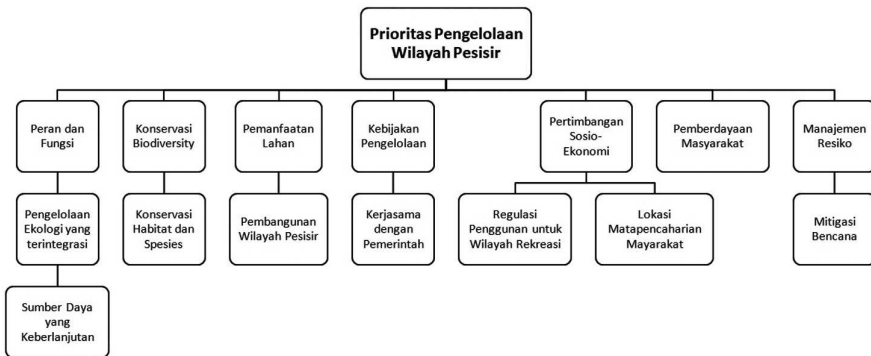 Prioritas Pengelolaan
Wilayah Pesisir
Peran dan
Fungsi
Konservasi
Biodiversity
Pemanfaatan
Lahan
Kebijakan
Pengelolaan
Pertimbangan
Sosio-
Ekonomi
Pemberdayaan
Masyarakat
Manajemen
Resiko
Pengelolaan
Ekologi yang
terintegrasi
Konservasi
Habitat dan
Spesies
Pembangunan
Wilayah Pesisir
Kerjasama
dengan
Pemerintah
Regulasi
Penggunan untuk
Wilayah Rekreasi
Lokasi
Matapencaharian
Mayarakat
Mitigasi
Bencana
Sumber Daya
yang
Keberlanjutan